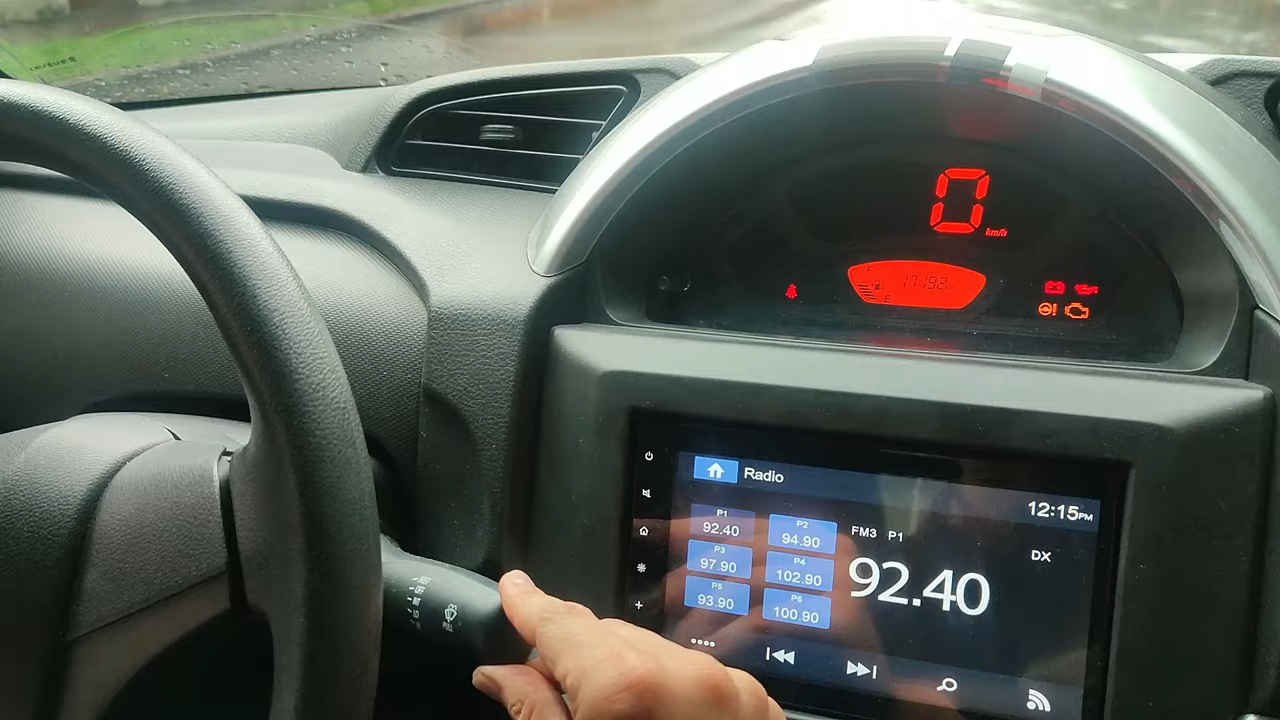 0
km/h
F
17192
E
Radio
12:15PM
P1
92.40
P2
94.90
FM3 P1
DX
P3
97.90
P4
102.90
92.40
P5
93.90
P6
100.90